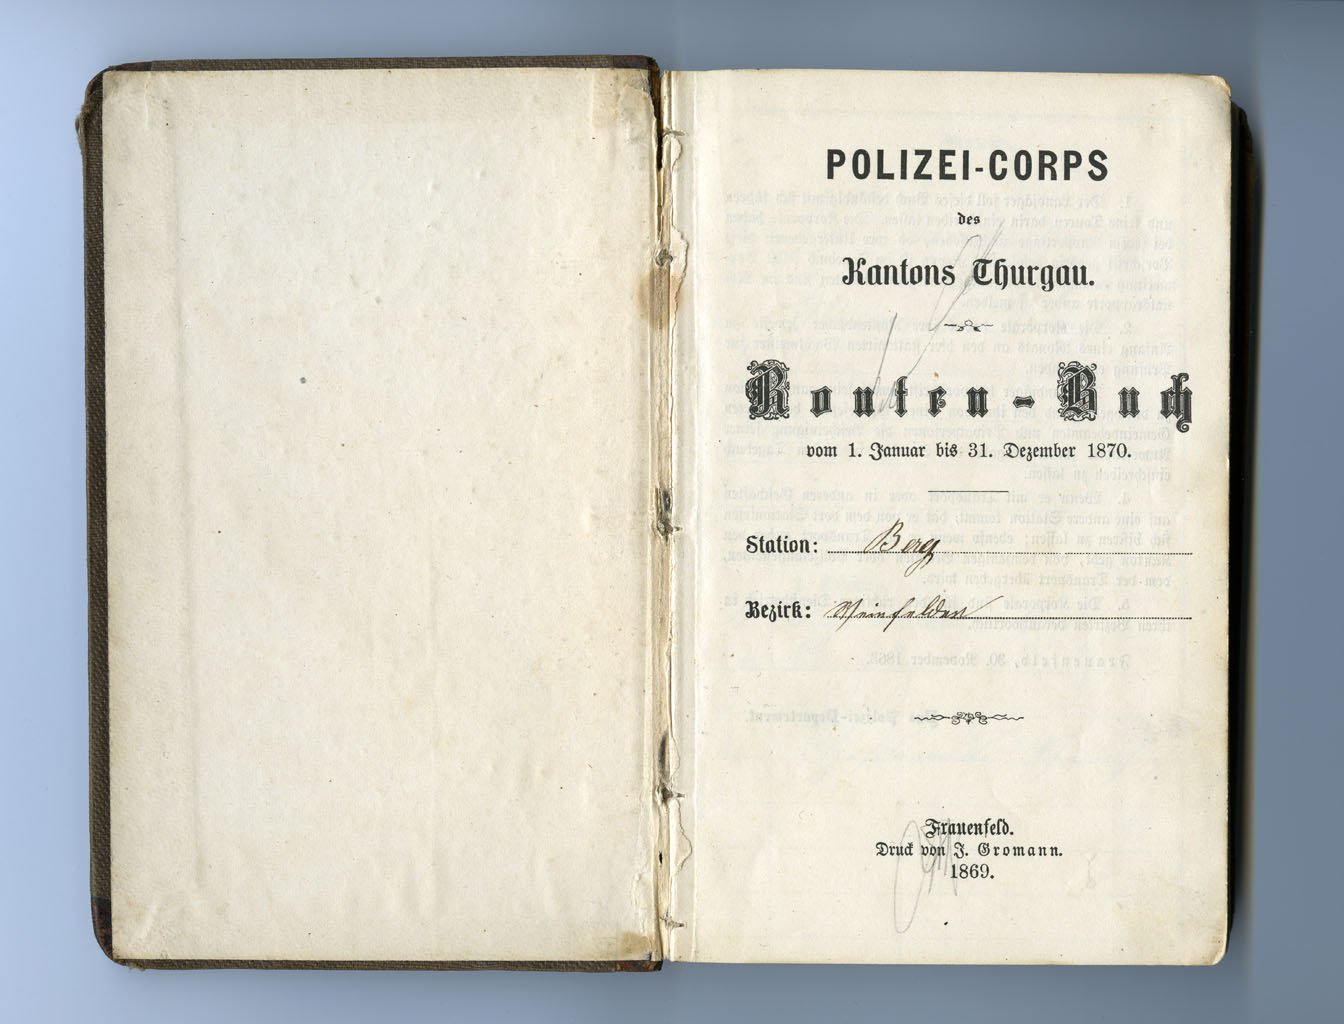 POLIZEI-CORPS
des
Kantons Thurgau.
Routen-Buch
vom 1. Januar bis 31. Dezember 1870.
Station: Berg
Bezirk: Weinfelden
Frauenfeld.
Druck von J. Gromann.
1869.